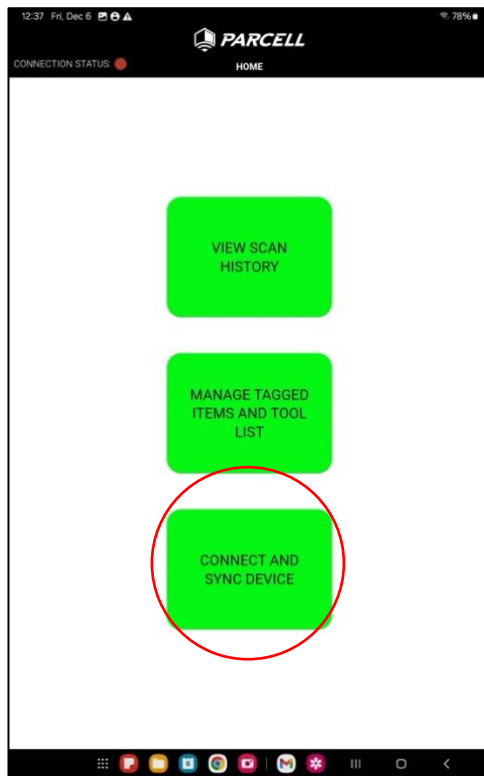 12:37 Fri, Dec 6
78%
PARCELL
CONNECTION STATUS:
HOME
VIEW SCAN
HISTORY
MANAGE TAGGED
ITEMS AND TOOL
LIST
CONNECT AND
SYNC DEVICE